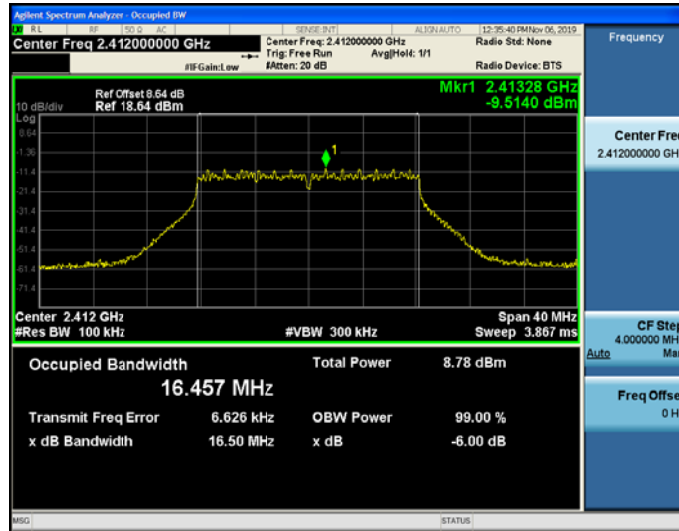 Agilent Spectrum Analyzer - Occupied BW
RL RF 50 Ω AC SENSE:INT ALIGN AUTO 12:35:40 PM Nov 06, 2019
Center Freq 2.412000000 GHz
Center Freq: 2.412000000 GHz
Radio Std: None
Trig: Free Run Avg|Hold: 1/1
#IFGain:Low #Atten: 20 dB Radio Device: BTS
Frequency
Mkr1 2.41328 GHz
-9.5140 dBm
Ref Offset 8.64 dB
10 dB/div Ref 18.64 dBm
Log
8.64
-1.36
-11.4
-21.4
-31.4
-41.4
-51.4
-61.4
-71.4
1
Center 2.412 GHz Span 40 MHz
#Res BW 100 kHz #VBW 300 kHz Sweep 3.867 ms
Center Fre
2.412000000 GH
CF Step
4.000000 MH
Auto Ma
Freq Offse
0 H
Occupied Bandwidth Total Power 8.78 dBm
16.457 MHz
Transmit Freq Error 6.626 kHz OBW Power 99.00 %
x dB Bandwidth 16.50 MHz x dB -6.00 dB
MSG STATUS